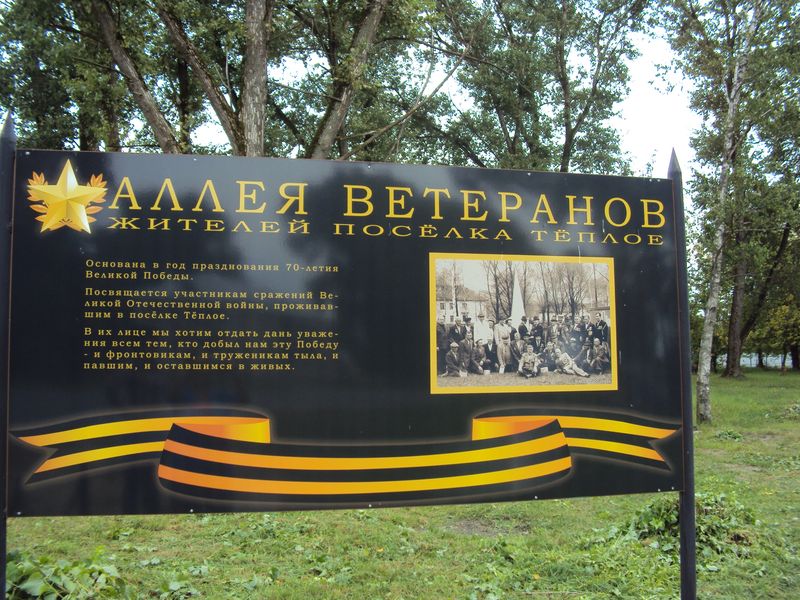 АЛЛЕЯ ВЕТЕРАНОВ
ЖИТЕЛЕЙ ПОСЁЛКА ТЁПЛОЕ
Основана в год празднования 70-летия
Великой Победы.
Посвящается участникам сражений Ве-
ликой Отечественной войны, проживав-
шим в посёлке Тёплое.
В их лице мы хотим отдать дань уваже-
ния всем тем, кто добыл нам эту Победу
- и фронтовикам, и труженикам тыла, и
павшим, и оставшимся в живых.